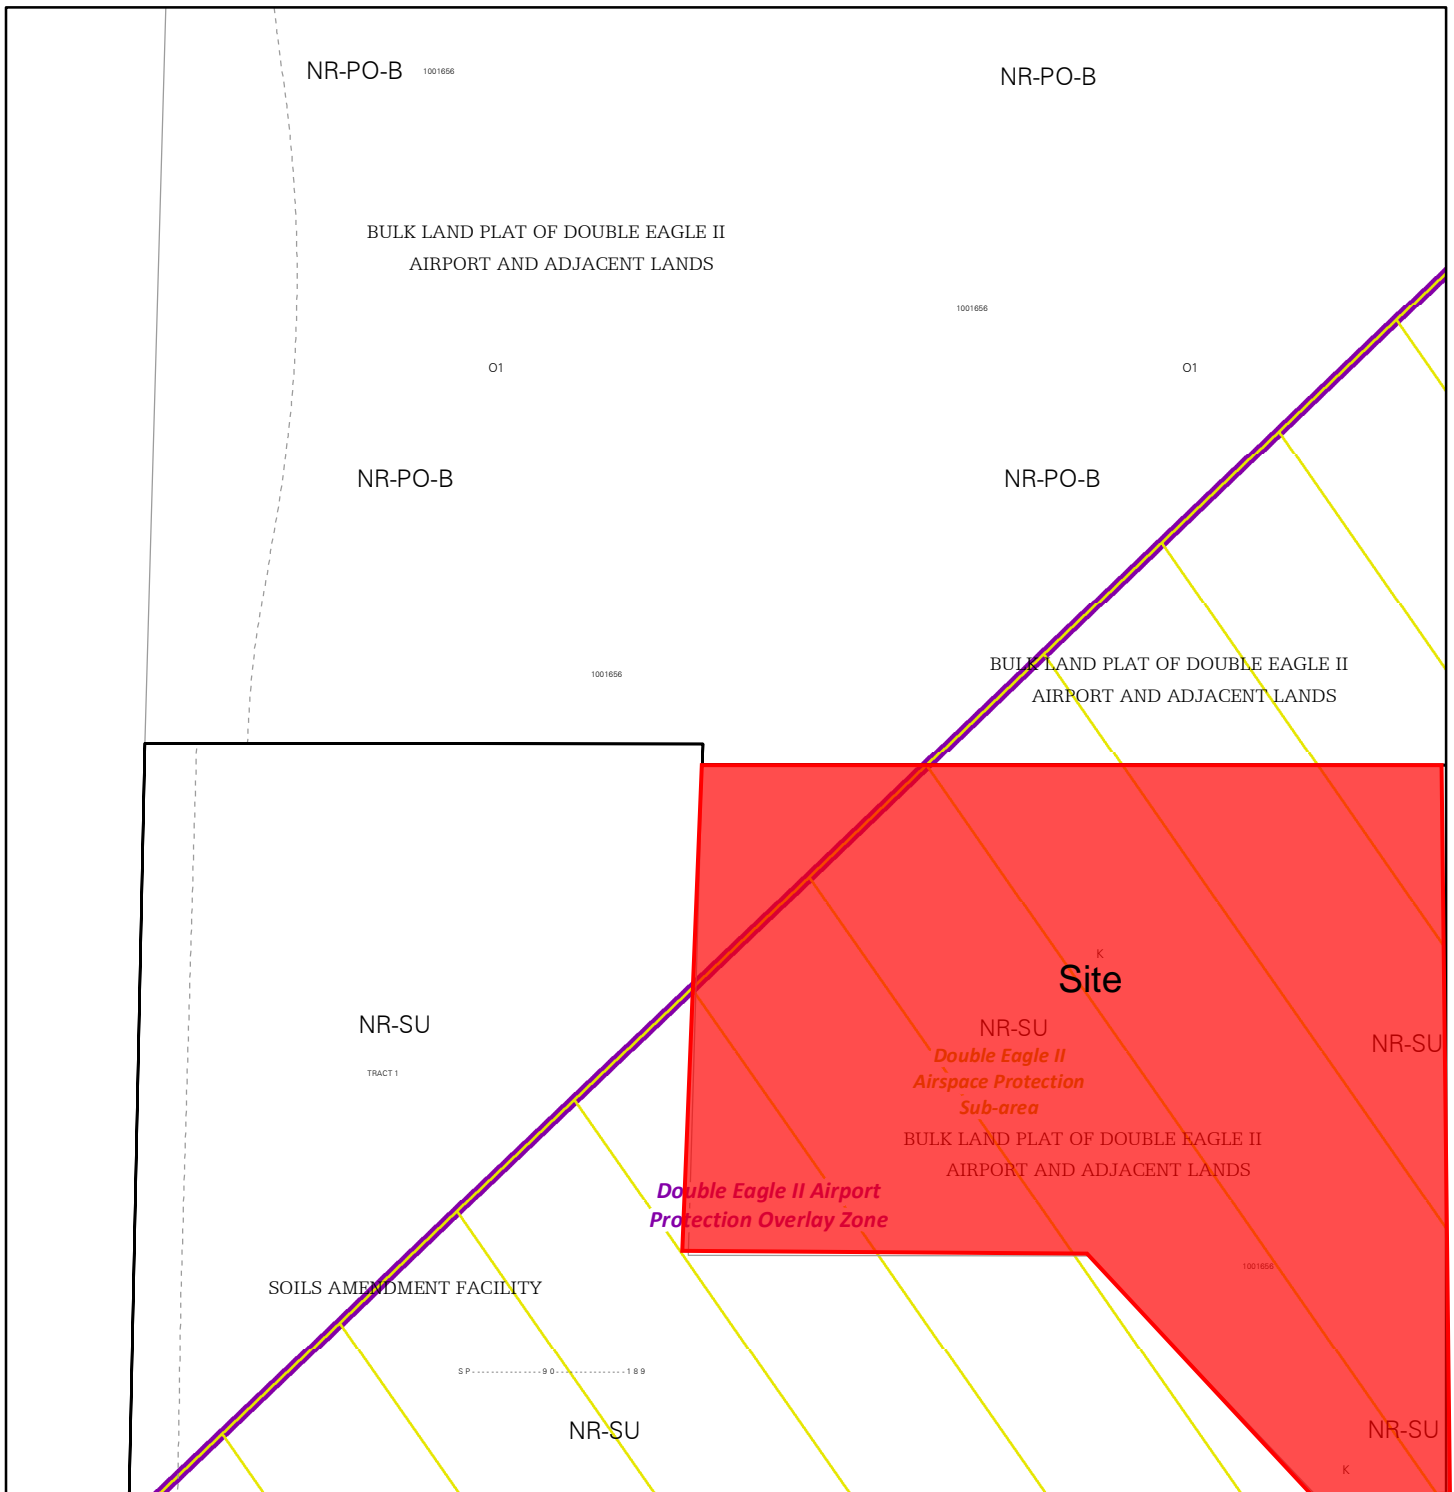 NR-PO-B
1001656
NR-PO-B
BULK LAND PLAT OF DOUBLE EAGLE II
AIRPORT AND ADJACENT LANDS
1001656
O1
O1
NR-PO-B
NR-PO-B
BULK LAND PLAT OF DOUBLE EAGLE II
AIRPORT AND ADJACENT LANDS
1001656
K
Site
NR-SU
NR-SU
NR-SU
Double Eagle II
Airspace Protection
Sub-area
TRACT 1
BULK LAND PLAT OF DOUBLE EAGLE II
AIRPORT AND ADJACENT LANDS
Double Eagle II Airport
Protection Overlay Zone
1001656
SOILS AMENDMENT FACILITY
SP---------------90---------------189
NR-SU
NR-SU
K